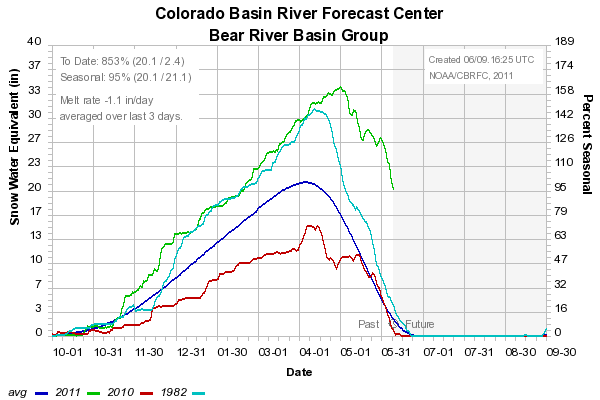 Colorado Basin River Forecast Center
Bear River Basin Group
To Date: 853% (20.1 / 2.4)
Seasonal: 95% (20.1 / 21.1)
Melt rate -1.1 in/day
averaged over last 3 days.
Created 06/09.16:25 UTC
NOAA/CBRFC, 2011
Snow Water Equivalent (in)
40
37
33
30
27
23
20
17
13
10
7
3
0
Percent Seasonal
189
174
158
142
126
110
95
79
63
47
32
16
0
Past
Future
10-01 10-31 11-30 12-31 01-30 03-01 04-01 05-01 05-31 07-01 07-31 08-30 09-30
Date
avg 2011 2010 1982